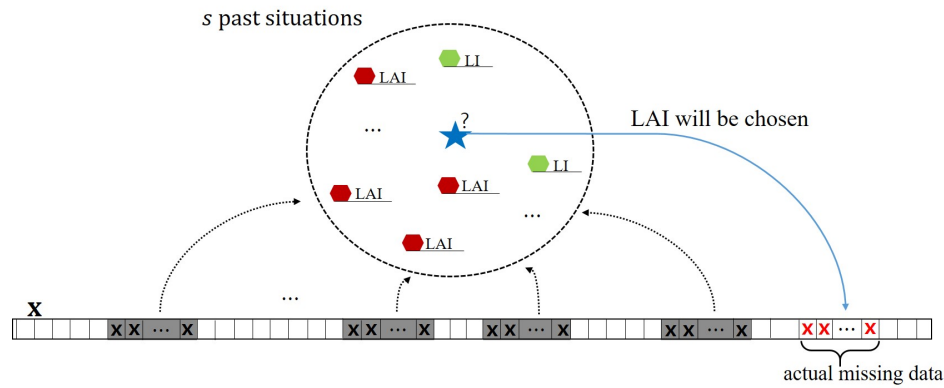 s past situations
LI
LAI
?
...
LAI will be chosen
LI
LAI
LAI
...
LAI
...
x
x x ... x
x x ... x
x x ... x
x x ... x
x x ... x
actual missing data